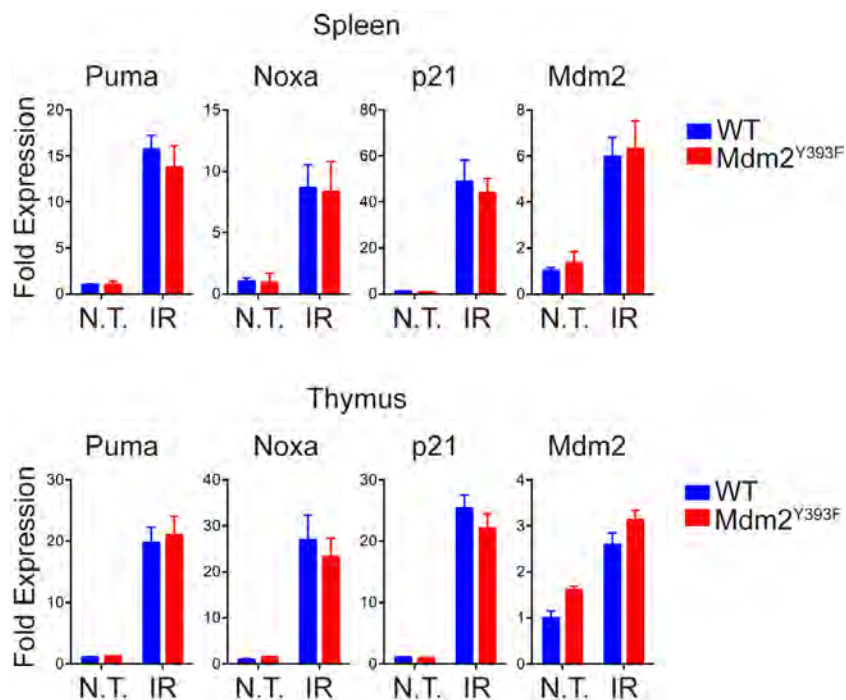 Spleen
Puma Noxa p21 Mdm2
Fold Expression
20 15 10 5 0
15 10 5 0
80 60 40 20 0
8 6 4 2 0
N.T. IR N.T. IR N.T. IR N.T. IR
WT
Mdm2Y393F
Thymus
Puma Noxa p21 Mdm2
Fold Expression
30 20 10 0
40 30 20 10 0
30 20 10 0
4 3 2 1 0
N.T. IR N.T. IR N.T. IR N.T. IR
WT
Mdm2Y393F